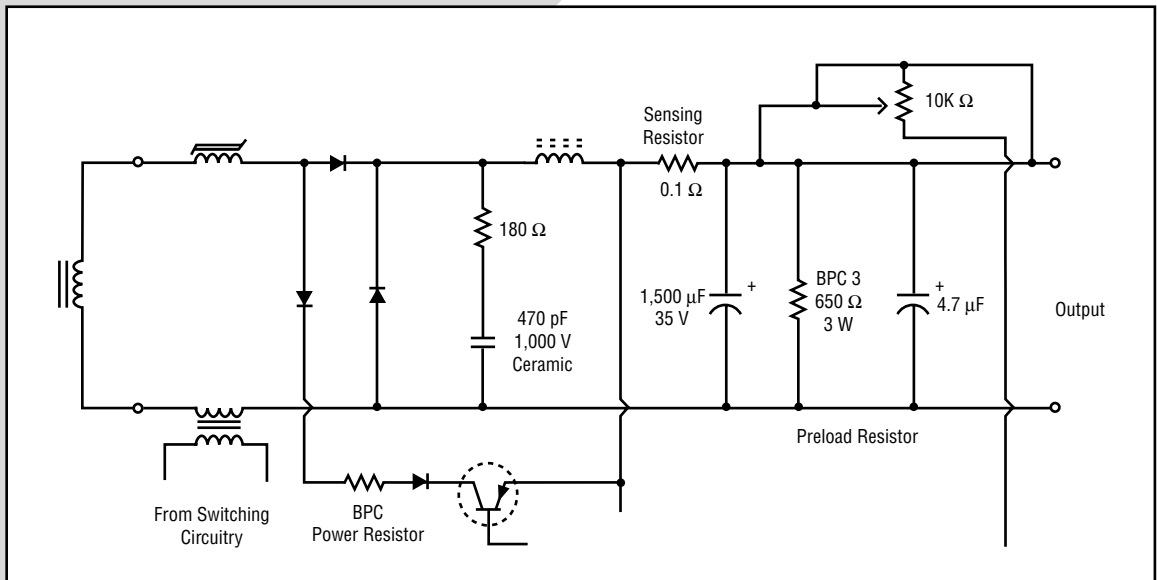 10K Ω
Sensing
Resistor
0.1 Ω
180 Ω
470 pF
1,000 V
Ceramic
1,500 µF
35 V
+
BPC 3
650 Ω
3 W
+
4.7 µF
Output
Preload Resistor
From Switching
Circuitry
BPC
Power Resistor